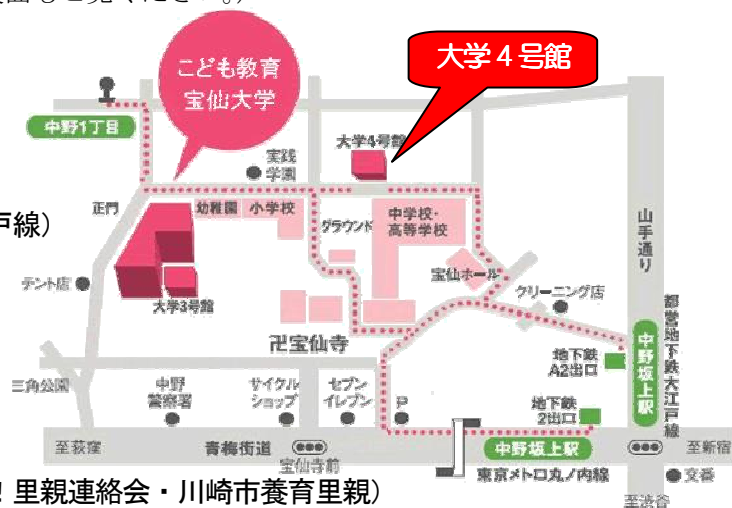 こども教育
宝仙大学
大学４号館
中野1丁目
大学4号館
実践
学園
正門
幼稚園
小学校
グラウンド
中学校・
高等学校
戸線）
山手通り
宝仙ホール
テント店
クリーニング店
大学3号館
都営地下鉄大江戸線
中野坂上駅
卍宝仙寺
地下鉄
A2出口
三角公園
中野
警察署
サイクル
ショップ
セブン
イレブン
P
地下鉄
2出口
至荻窪
青梅街道
宝仙寺前
中野坂上駅
至新宿
東京メトロ丸ノ内線
交番
！里親連絡会・川崎市養育里親）
至渋谷